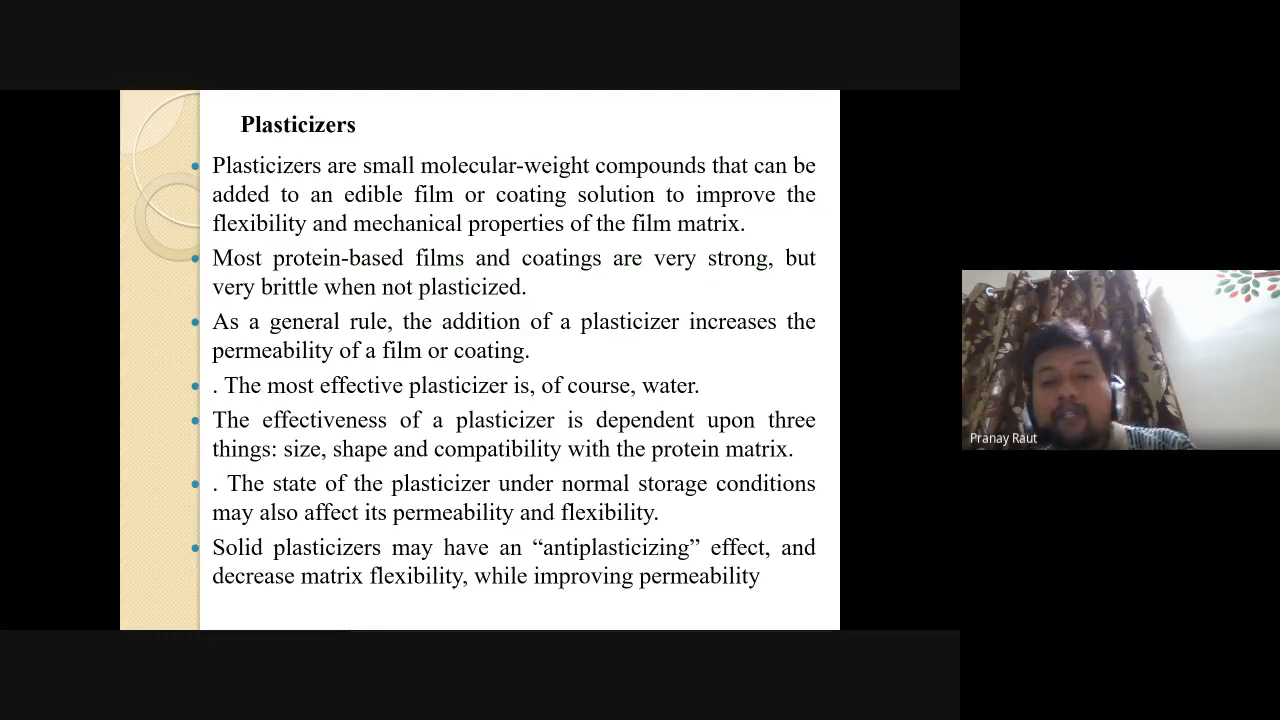 Plasticizers
• Plasticizers are small molecular-weight compounds that can be
added to an edible film or coating solution to improve the
flexibility and mechanical properties of the film matrix.
• Most protein-based films and coatings are very strong, but
very brittle when not plasticized.
• As a general rule, the addition of a plasticizer increases the
permeability of a film or coating.
• . The most effective plasticizer is, of course, water.
• The effectiveness of a plasticizer is dependent upon three
things: size, shape and compatibility with the protein matrix.
• . The state of the plasticizer under normal storage conditions
may also affect its permeability and flexibility.
• Solid plasticizers may have an “antiplasticizing” effect, and
decrease matrix flexibility, while improving permeability
Pranay Raut